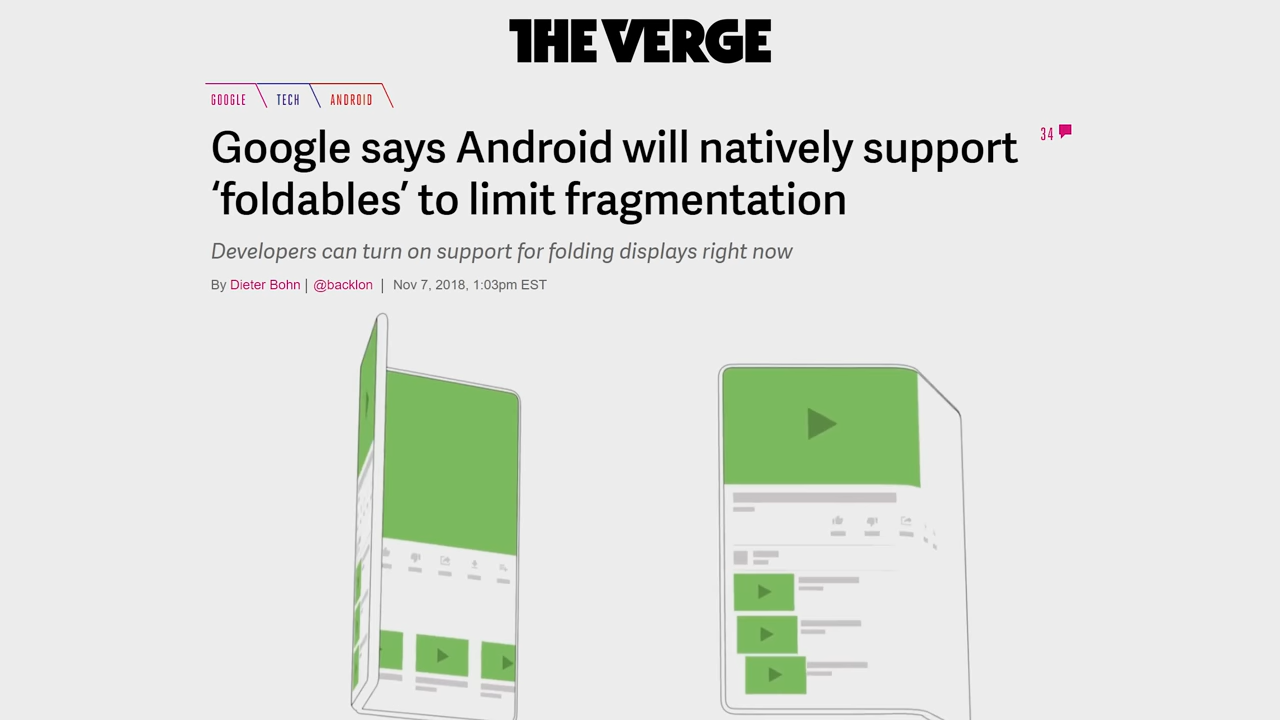 THE VERGE
GOOGLE TECH ANDROID
Google says Android will natively support
‘foldables’ to limit fragmentation
34
Developers can turn on support for folding displays right now
By Dieter Bohn | @backlon | Nov 7, 2018, 1:03pm EST